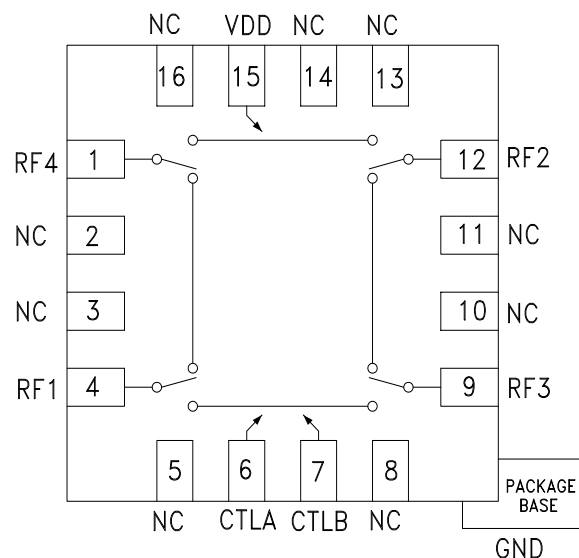 NC VDD NC NC
16 15 14 13
RF4 1 12 RF2
NC 2 11 NC
NC 3 10 NC
RF1 4 9 RF3
5 6 7 8
NC CTLA CTLB NC
PACKAGE
BASE
GND